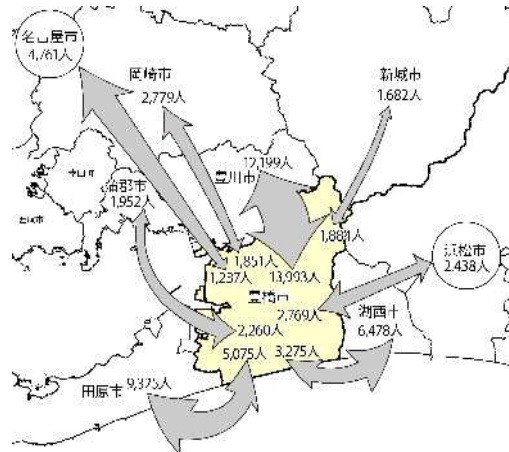 名古屋市
4,761人
岡崎市
2,779人
新城市
1,682人
12,199人
豊川市
蒲郡市
1,952人
1,884人
1,851人
1,237人
13,993人
浜松市
2,438人
豊橋市
2,769人
湖西市
6,478人
2,260人
5,075人
3,275人
田原市
9,375人